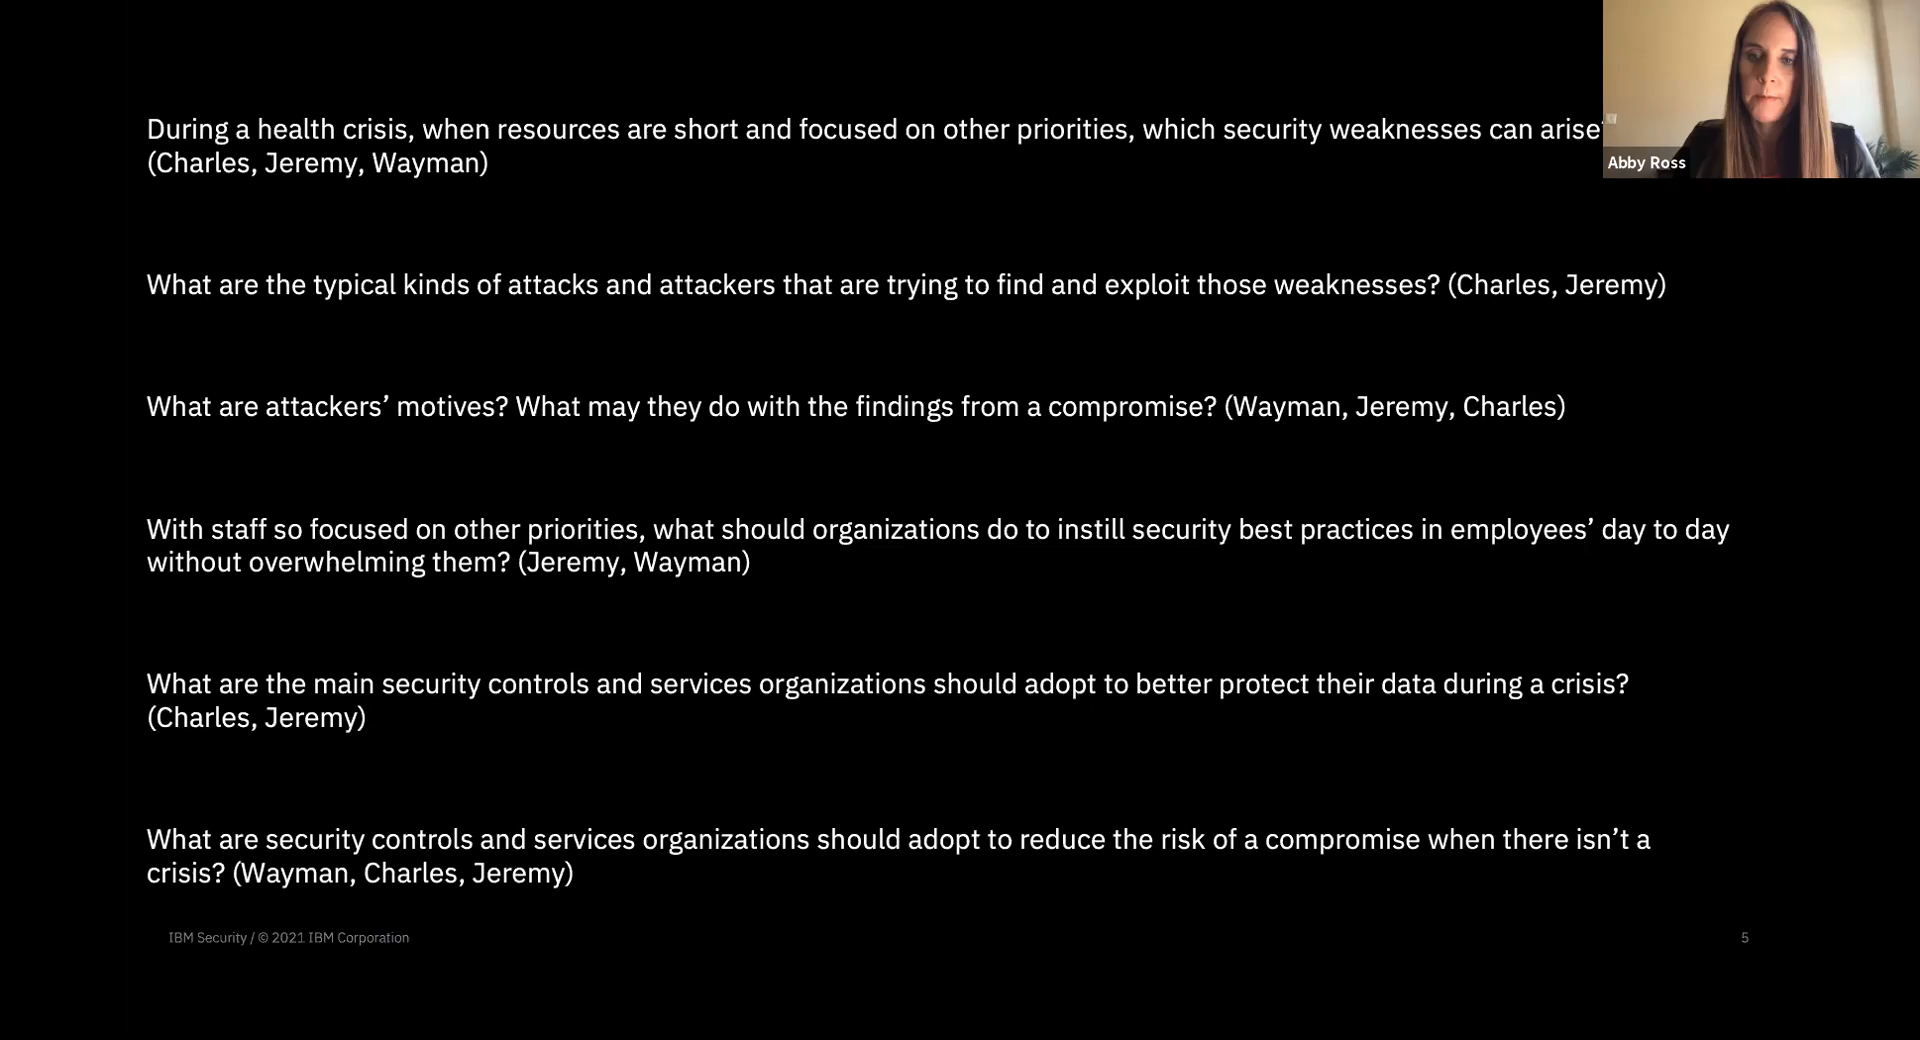 During a health crisis, when resources are short and focused on other priorities, which security weaknesses can arise
(Charles, Jeremy, Wayman)
Abby Ross
What are the typical kinds of attacks and attackers that are trying to find and exploit those weaknesses? (Charles, Jeremy)
What are attackers’ motives? What may they do with the findings from a compromise? (Wayman, Jeremy, Charles)
With staff so focused on other priorities, what should organizations do to instill security best practices in employees’ day to day
without overwhelming them? (Jeremy, Wayman)
What are the main security controls and services organizations should adopt to better protect their data during a crisis?
(Charles, Jeremy)
What are security controls and services organizations should adopt to reduce the risk of a compromise when there isn’t a
crisis? (Wayman, Charles, Jeremy)
IBM Security / © 2021 IBM Corporation
5